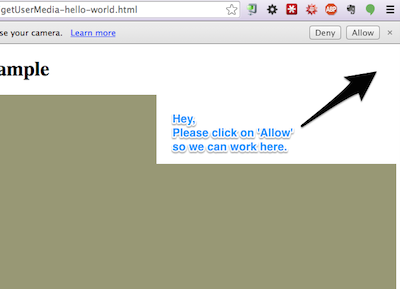 getUserMedia-hello-world.html
se your camera. Learn more Deny Allow ×
ample
Hey,
Please click on 'Allow'
so we can work here.
ABP